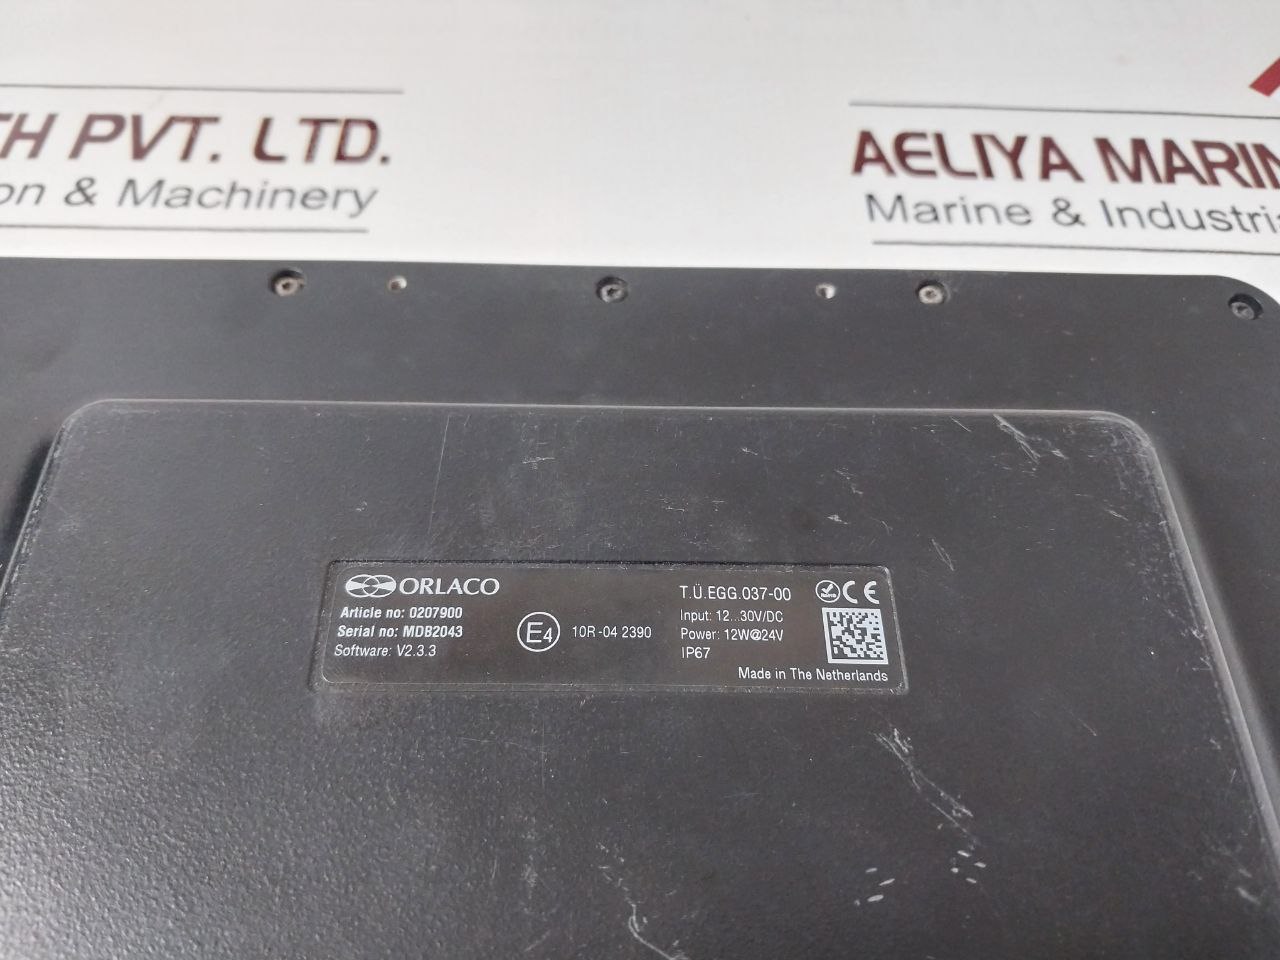 TH PVT. LTD.
on & Machinery
AELIYA MARIN
Marine & Industria
ORLACO
Article no: 0207900
Serial no: MDB2043
Software: V2.3.3
E4
10R-04 2390
T.Ü.EGG.037-00
Input: 12...30V/DC
Power: 12W@24V
IP67
CE
Made in The Netherlands